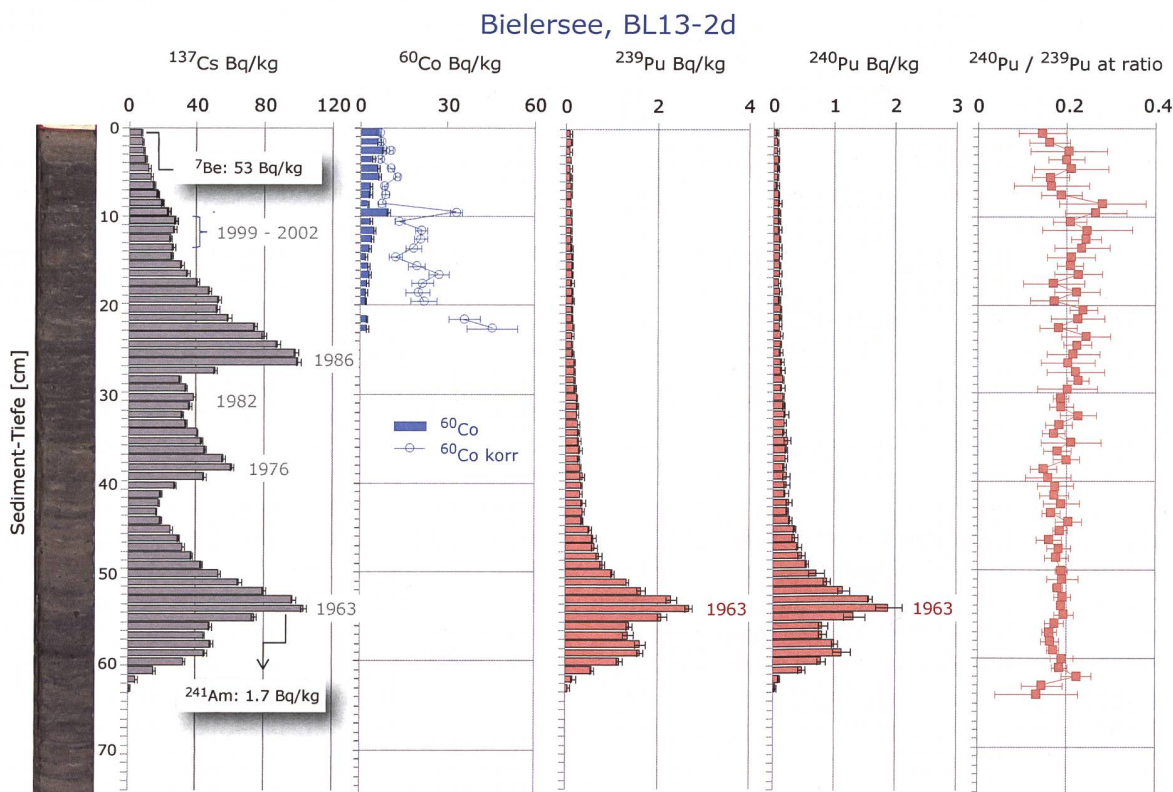 Bielersee, BL13-2d
¹³⁷Cs Bq/kg
⁶⁰Co Bq/kg
²³⁹Pu Bq/kg
²⁴⁰Pu Bq/kg
²⁴⁰Pu / ²³⁹Pu at ratio
0 40 80 120
0 30 60
0 2 4
0 1 2 3
0 0.2 0.4
Sediment-Tiefe [cm]
0
10
20
30
40
50
60
70
⁷Be: 53 Bq/kg
1999 - 2002
1986
1982
1976
1963
²⁴¹Am: 1.7 Bq/kg
⁶⁰Co
⁶⁰Co korr
1963
1963